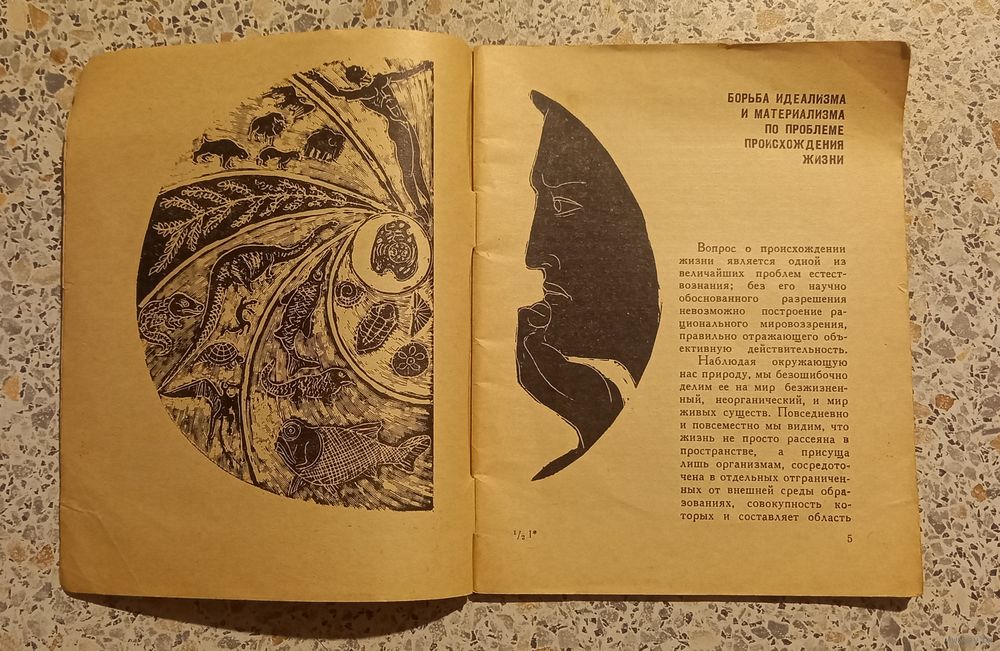 БОРЬБА ИДЕАЛИЗМА
И МАТЕРИАЛИЗМА
ПО ПРОБЛЕМЕ
ПРОИСХОЖДЕНИЯ
ЖИЗНИ
Вопрос о происхождении
жизни является одной из
величайших проблем естест-
вознания; без его научно
обоснованного разрешения
невозможно построение ра-
ционального мировоззрения,
правильно отражающего объ-
ективную действительность.
Наблюдая окружающую
нас природу, мы безошибочно
делим ее на мир безжизнен-
ный, неорганический, и мир
живых существ. Повседневно
и повсеместно мы видим, что
жизнь не просто рассеяна в
пространстве, а присуща
лишь организмам, сосредото-
чена в отдельных отграничен-
ных от внешней среды обра-
зованиях, совокупность ко-
торых и составляет область
¹/₂ 1*
5